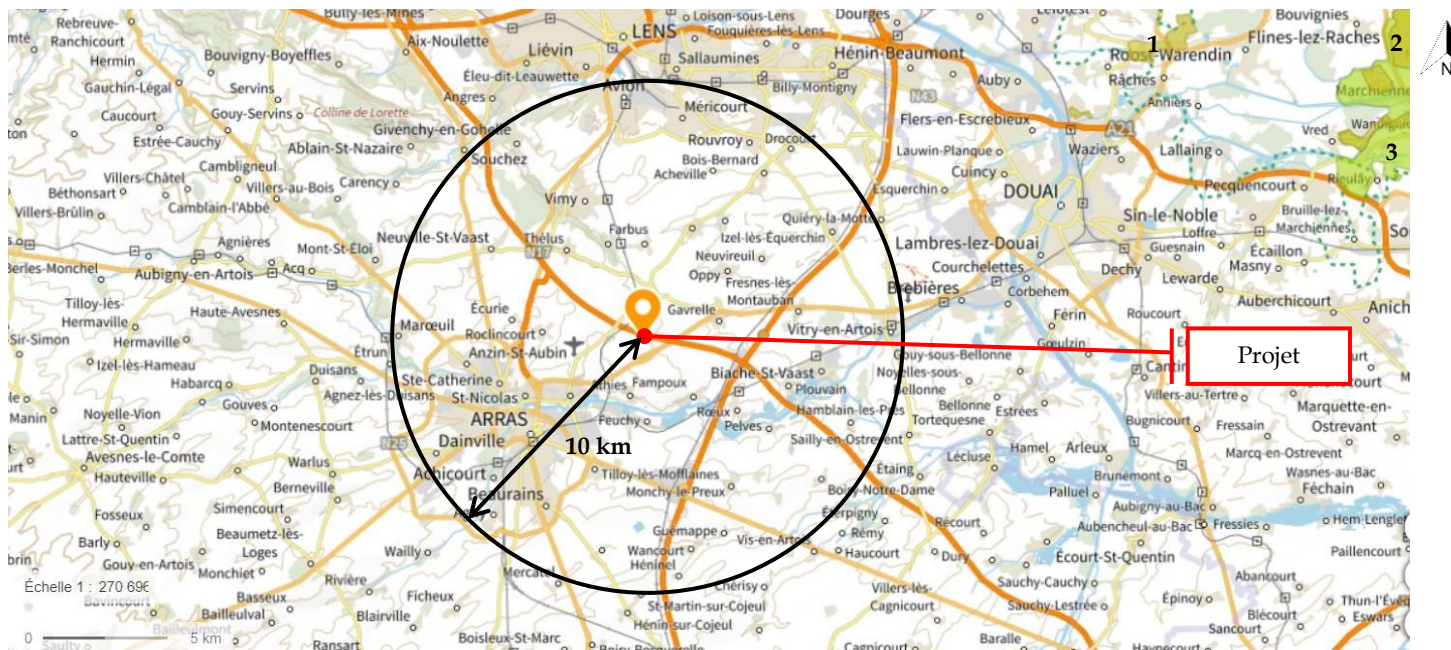 Rebreuve-
Ranchicourt
Bully-les-Mines
Loison-sous-Lens
Dourges
Bouvignies
LENS
Fouquières-lès-Lens
1
Roost-Warendin
Flines-lez-Raches
2
N
Aix-Noulette
Liévin
Hénin-Beaumont
Hermin
Bouvigny-Boyeffles
Sallaumines
Râches
Éleu-dit-Leauwette
Auby
Gauchin-Légal
Servins
Angres
Avion
Billy-Montigny
N43
Marchienne
Caucourt
Gouy-Servins
Colline de Lorette
Méricourt
Anhiers
Flers-en-Escrebieux
Givenchy-en-Gohelle
A21
Vred
Estrée-Cauchy
Ablain-St-Nazaire
Rouvroy
Drocourt
Waziers
Lallaing
3
Souchez
Bois-Bernard
Lauwin-Planque
Cambligneul
Acheville
Cuincy
Villers-Châtel
Carency
Esquerchin
Pecquencourt
Rieulay
Béthonsart
Villers-au-Bois
Vimy
DOUAI
Villers-Brûlin
Camblain-l'Abbé
Quiéry-la-Motte
Sin-le-Noble
Bruille-lez-
Marchiennes
Farbus
Loffre
Agnières
Neuville-St-Vaast
Thélus
Izel-lès-Équerchin
Lambres-lez-Douai
Guesnain
Écaillon
Mont-St-Éloi
N17
Neuvireuil
Courchelettes
Masny
Berles-Monchel
Aubigny-en-Artois
Acq
Oppy
Fresnes-lès-
Montauban
Dechy
Lewarde
Brebières
Corbehem
Auberchicourt
Tilloy-lès-
Hermaville
Haute-Avesnes
Écurie
Gavrelle
Anich
Férin
Roucourt
Marœuil
Roclincourt
Vitry-en-Artois
Sir-Simon
Hermaville
Étrun
Anzin-St-Aubin
Gœulzin
Projet
Izel-lès-Hameau
Duisans
Biache-St-Vaast
Ste-Catherine
Athies
Fampoux
Noyelles-sous-
Bellonne
Habarcq
Agnez-lès-Duisans
St-Nicolas
Plouvain
Villers-au-Tertre
Manin
Noyelle-Vion
Gouves
ARRAS
Feuchy
Rœux
Hamblain-les-Prés
Bellonne
Estrées
Marquette-en-
Ostrevant
Montenescourt
Pelves
Tortequesne
Bugnicourt
Fressain
Lattre-St-Quentin
N25
Dainville
10 km
Sailly-en-Ostrevent
Hamel
Arleux
Marcq-en-Ostrevent
Avesnes-le-Comte
Warlus
Lécluse
Achicourt
Tilloy-lès-Mofflaines
Étaing
Brunémont
Wasnes-au-Bac
Hauteville
Berneville
Monchy-le-Preux
Féchain
Beaurains
Boiry-Notre-Dame
Palluel
Aubigny-au-Bac
Fosseux
Simencourt
Éterpigny
Récourt
Aubencheul-au-Bac
Fressies
Guémappe
Rémy
Barly
Beaumetz-lès-
Loges
Wailly
Vis-en-Artois
Paillencourt
Wancourt
Haucourt
Dury
Écourt-St-Quentin
Gouy-en-Artois
Héninel
Monchiet
Rivière
Mercatel
Abancourt
Échelle 1 : 270 696
Chérisy
Villers-lès-
Cagnicourt
Sauchy-Cauchy
Bavincourt
Basseux
Ficheux
Épinoy
Bailleulval
Blairville
St-Martin-sur-Cojeul
Sauchy-Lestrée
Blécourt
Eswars
Hénin-sur-Cojeul
Bailleulmont
Sancourt
0
5 km
Ransart
Boisleux-St-Marc
Cagnicourt
Baralle